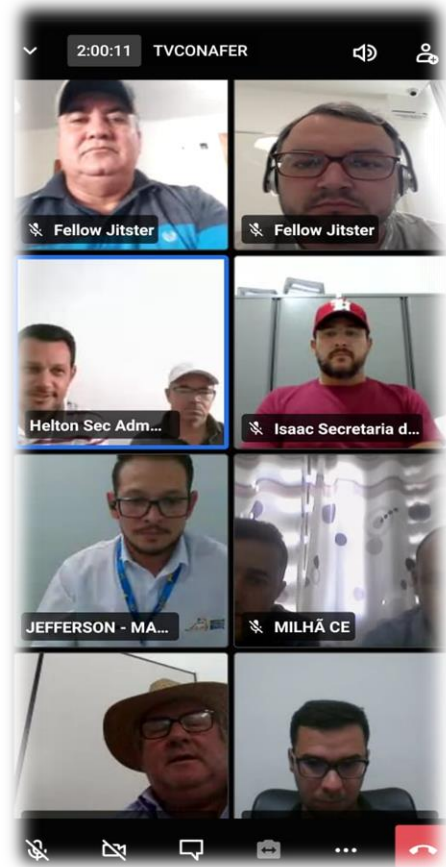 2:00:11 TVCONAFER
Fellow Jitster
Fellow Jitster
Helton Sec Adm...
Isaac Secretaria d...
JEFFERSON - MA...
MILHÃ CE